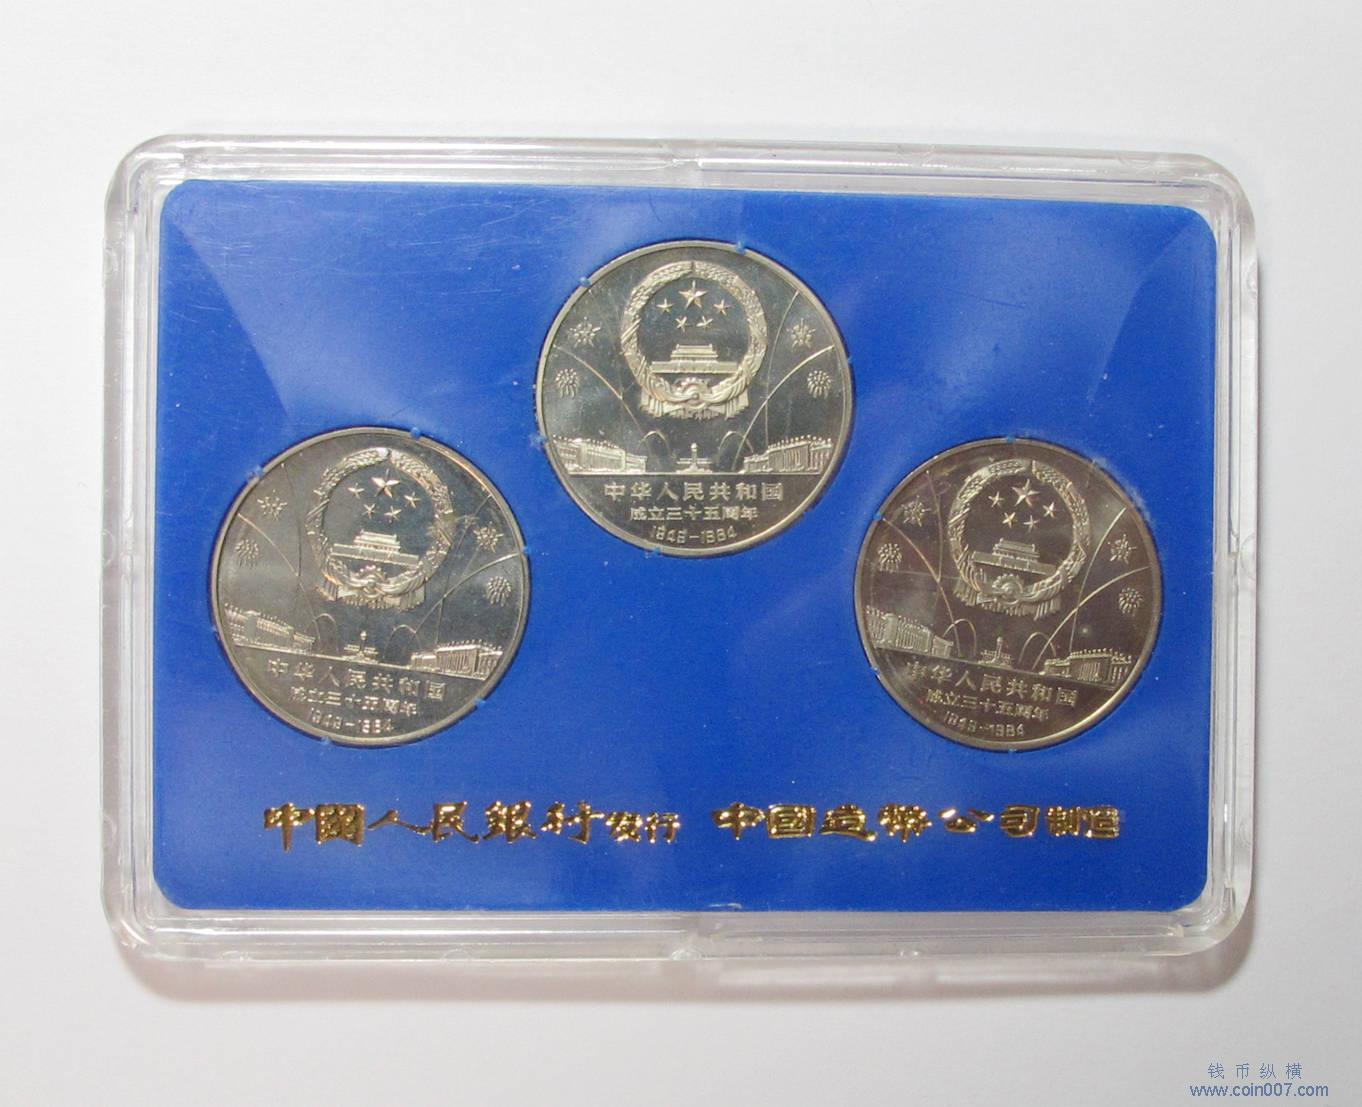 中华人民共和国
成立三十五周年
1949-1984
中华人民共和国
成立三十五周年
1949-1984
中华人民共和国
成立三十五周年
1949-1984
中國人民銀行发行 中國造幣公司制造
钱币纵横
www.coin007.com